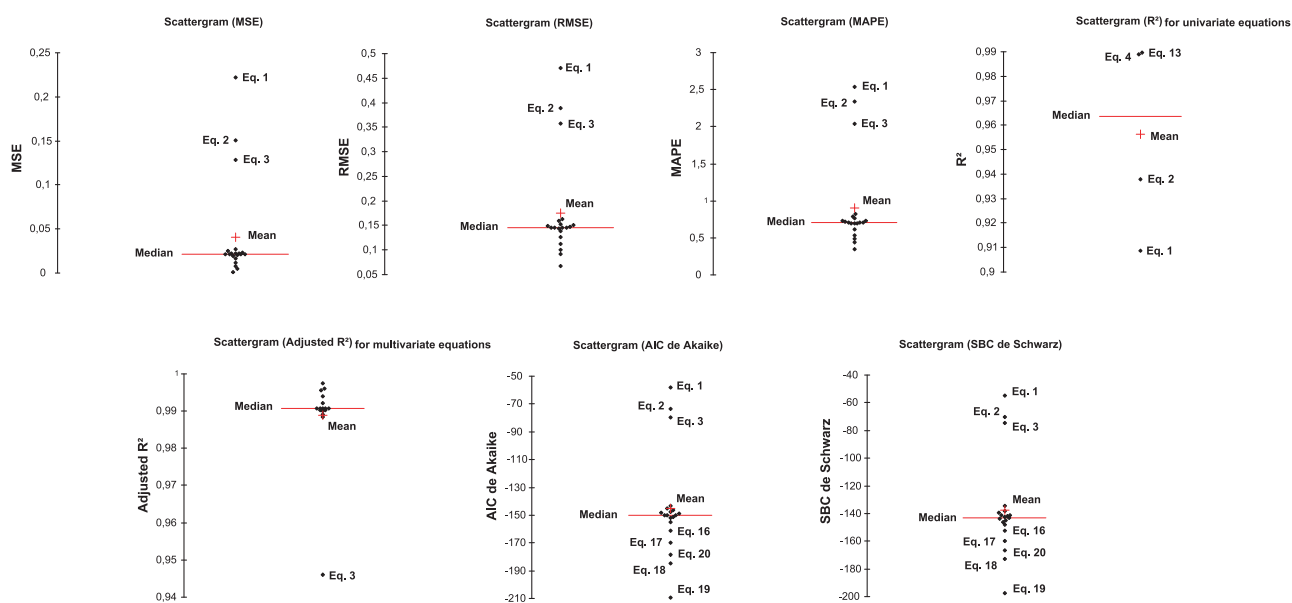 Scattergram (MSE)
0,25
0,2
0,15
0,1
0,05
0
MSE
Eq. 1
Eq. 2
Eq. 3
Mean
Median
Scattergram (RMSE)
0,5
0,45
0,4
0,35
0,3
0,25
0,2
0,15
0,1
0,05
RMSE
Eq. 1
Eq. 2
Eq. 3
Mean
Median
Scattergram (MAPE)
3
2,5
2
1,5
1
0,5
0
MAPE
Eq. 1
Eq. 2
Eq. 3
Mean
Median
Scattergram (R²) for univariate equations
0,99
0,98
0,97
0,96
0,95
0,94
0,93
0,92
0,91
0,9
R²
Eq. 4
Eq. 13
Median
Mean
Eq. 2
Eq. 1
Scattergram (Adjusted R²) for multivariate equations
1
0,99
0,98
0,97
0,96
0,95
0,94
Adjusted R²
Median
Mean
Eq. 3
Scattergram (AIC de Akaike)
-50
-70
-90
-110
-130
-150
-170
-190
-210
AIC de Akaike
Eq. 1
Eq. 2
Eq. 3
Mean
Median
Eq. 16
Eq. 17
Eq. 20
Eq. 18
Eq. 19
Scattergram (SBC de Schwarz)
-40
-60
-80
-100
-120
-140
-160
-180
-200
SBC de Schwarz
Eq. 1
Eq. 2
Eq. 3
Mean
Median
Eq. 16
Eq. 17
Eq. 20
Eq. 18
Eq. 19